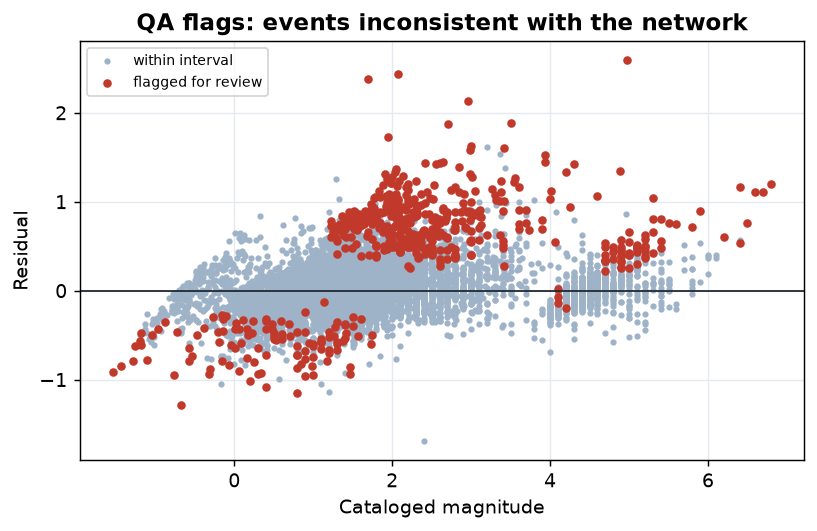 QA flags: events inconsistent with the network
within interval
flagged for review
2
1
0
−1
Residual
0
2
4
6
Cataloged magnitude